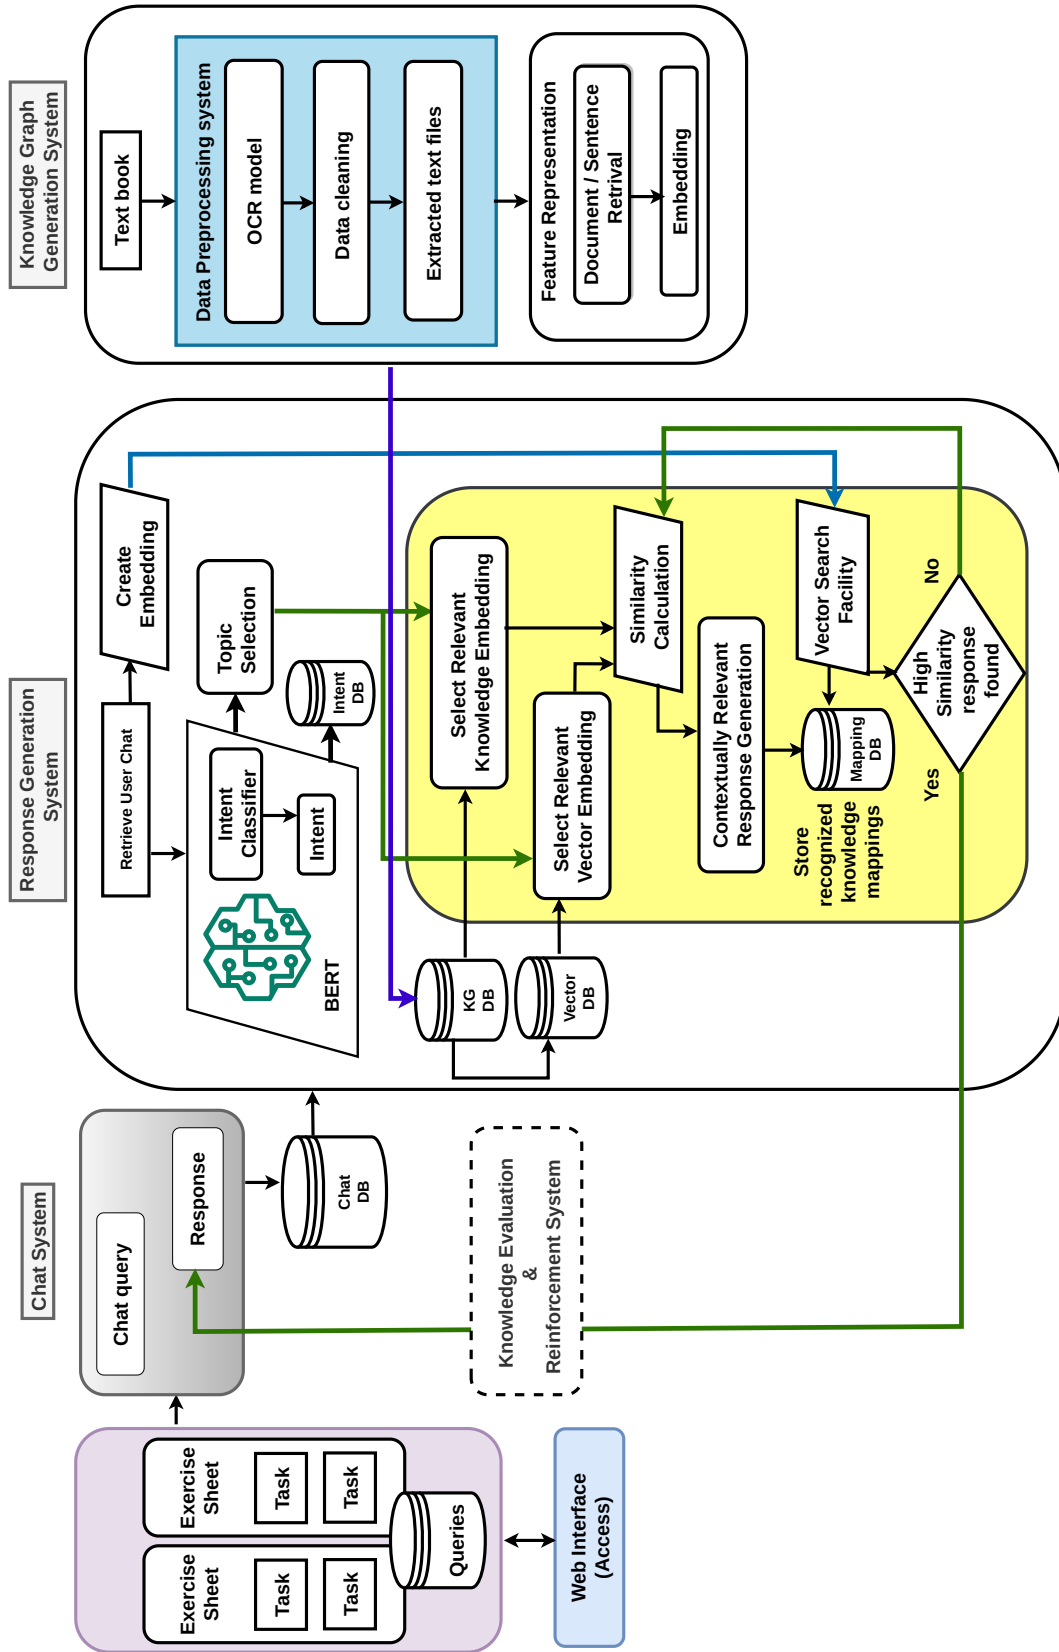 Exercise
Sheet
Task
Task
Exercise
Sheet
Task
Task
Queries
Web Interface
(Access)
Chat System
Chat query
Response
Chat
DB
Knowledge Evaluation
&
Reinforcement System
Response Generation
System
Retrieve User Chat
Create
Embedding
BERT
Intent
Classifier
Intent
Topic
Selection
Intent
DB
KG
DB
Vector
DB
Select Relevant
Knowledge Embedding
Select Relevant
Vector Embedding
Similarity
Calculation
Contextually Relevant
Response Generation
Vector Search
Facility
Mapping
DB
Store
recognized
knowledge
mappings
High
Similarity
response
found
Yes
No
Knowledge Graph
Generation System
Text book
Data Preprocessing system
OCR model
Data cleaning
Extracted text files
Feature Representation
Document / Sentence
Retrival
Embedding